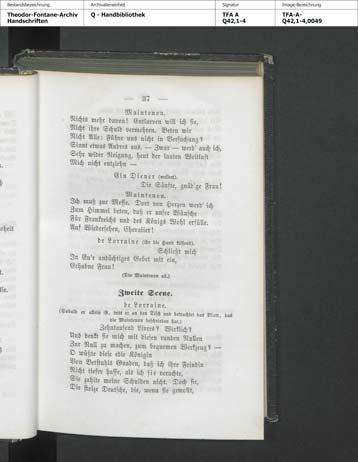 Bestandsbezeichnung
Archivalieneinheit
Signatur
Image-Bezeichnung
Theodor-Fontane-Archiv
Handschriften
Q - Handbibliothek
TFA A
Q42,1-4
TFA-A-
Q42,1-4,0049
— 37 —
Maintenon.
Nichts mehr davon! Entlarven will ich sie,
Nicht ihre Schuld vermehren. Beten wir
Nicht Alle: Führe uns nicht in Versuchung?
Sinnt etwas Andres aus. — Zwar — werd' auch ich,
Sehr wider Neigung, heut der lauten Weltlust
Mich nicht entziehn —
Ein Diener (meldet).
Die Sänfte, gnäd'ge Frau!
Maintenon.
Ich muß zur Messe. Dort von Herzen werd' ich
Zum Himmel beten, daß er unsre Wünsche
Für Frankreichs und des Königs Wohl erfülle.
Auf Wiedersehen, Chevalier!
de Lorraine (ihr die Hand küssend).
Schließt mich
In Eu'r andächtiges Gebet mit ein,
Erhabne Frau!
(Die Maintenon ab.)
Zweite Scene.
de Lorraine.
(Sobald er allein ist, tritt er an den Tisch und betrachtet das Blatt, das
die Maintenon beschrieben hat.)
Zehntausend Livres? Wirklich?
Und denkt sie mich mit diesen runden Nullen
Zur Null zu machen, zum bequemen Werkzeug? —
O wüßte diese
Königin
Von Betstuhls Gnaden, daß ich ihre Feindin
Nicht tiefer hasse, als ich sie verachte,
Sie zahlte meine Schulden nicht. Doch sie,
Die stolze Deutsche, die, wenn sie gewollt,